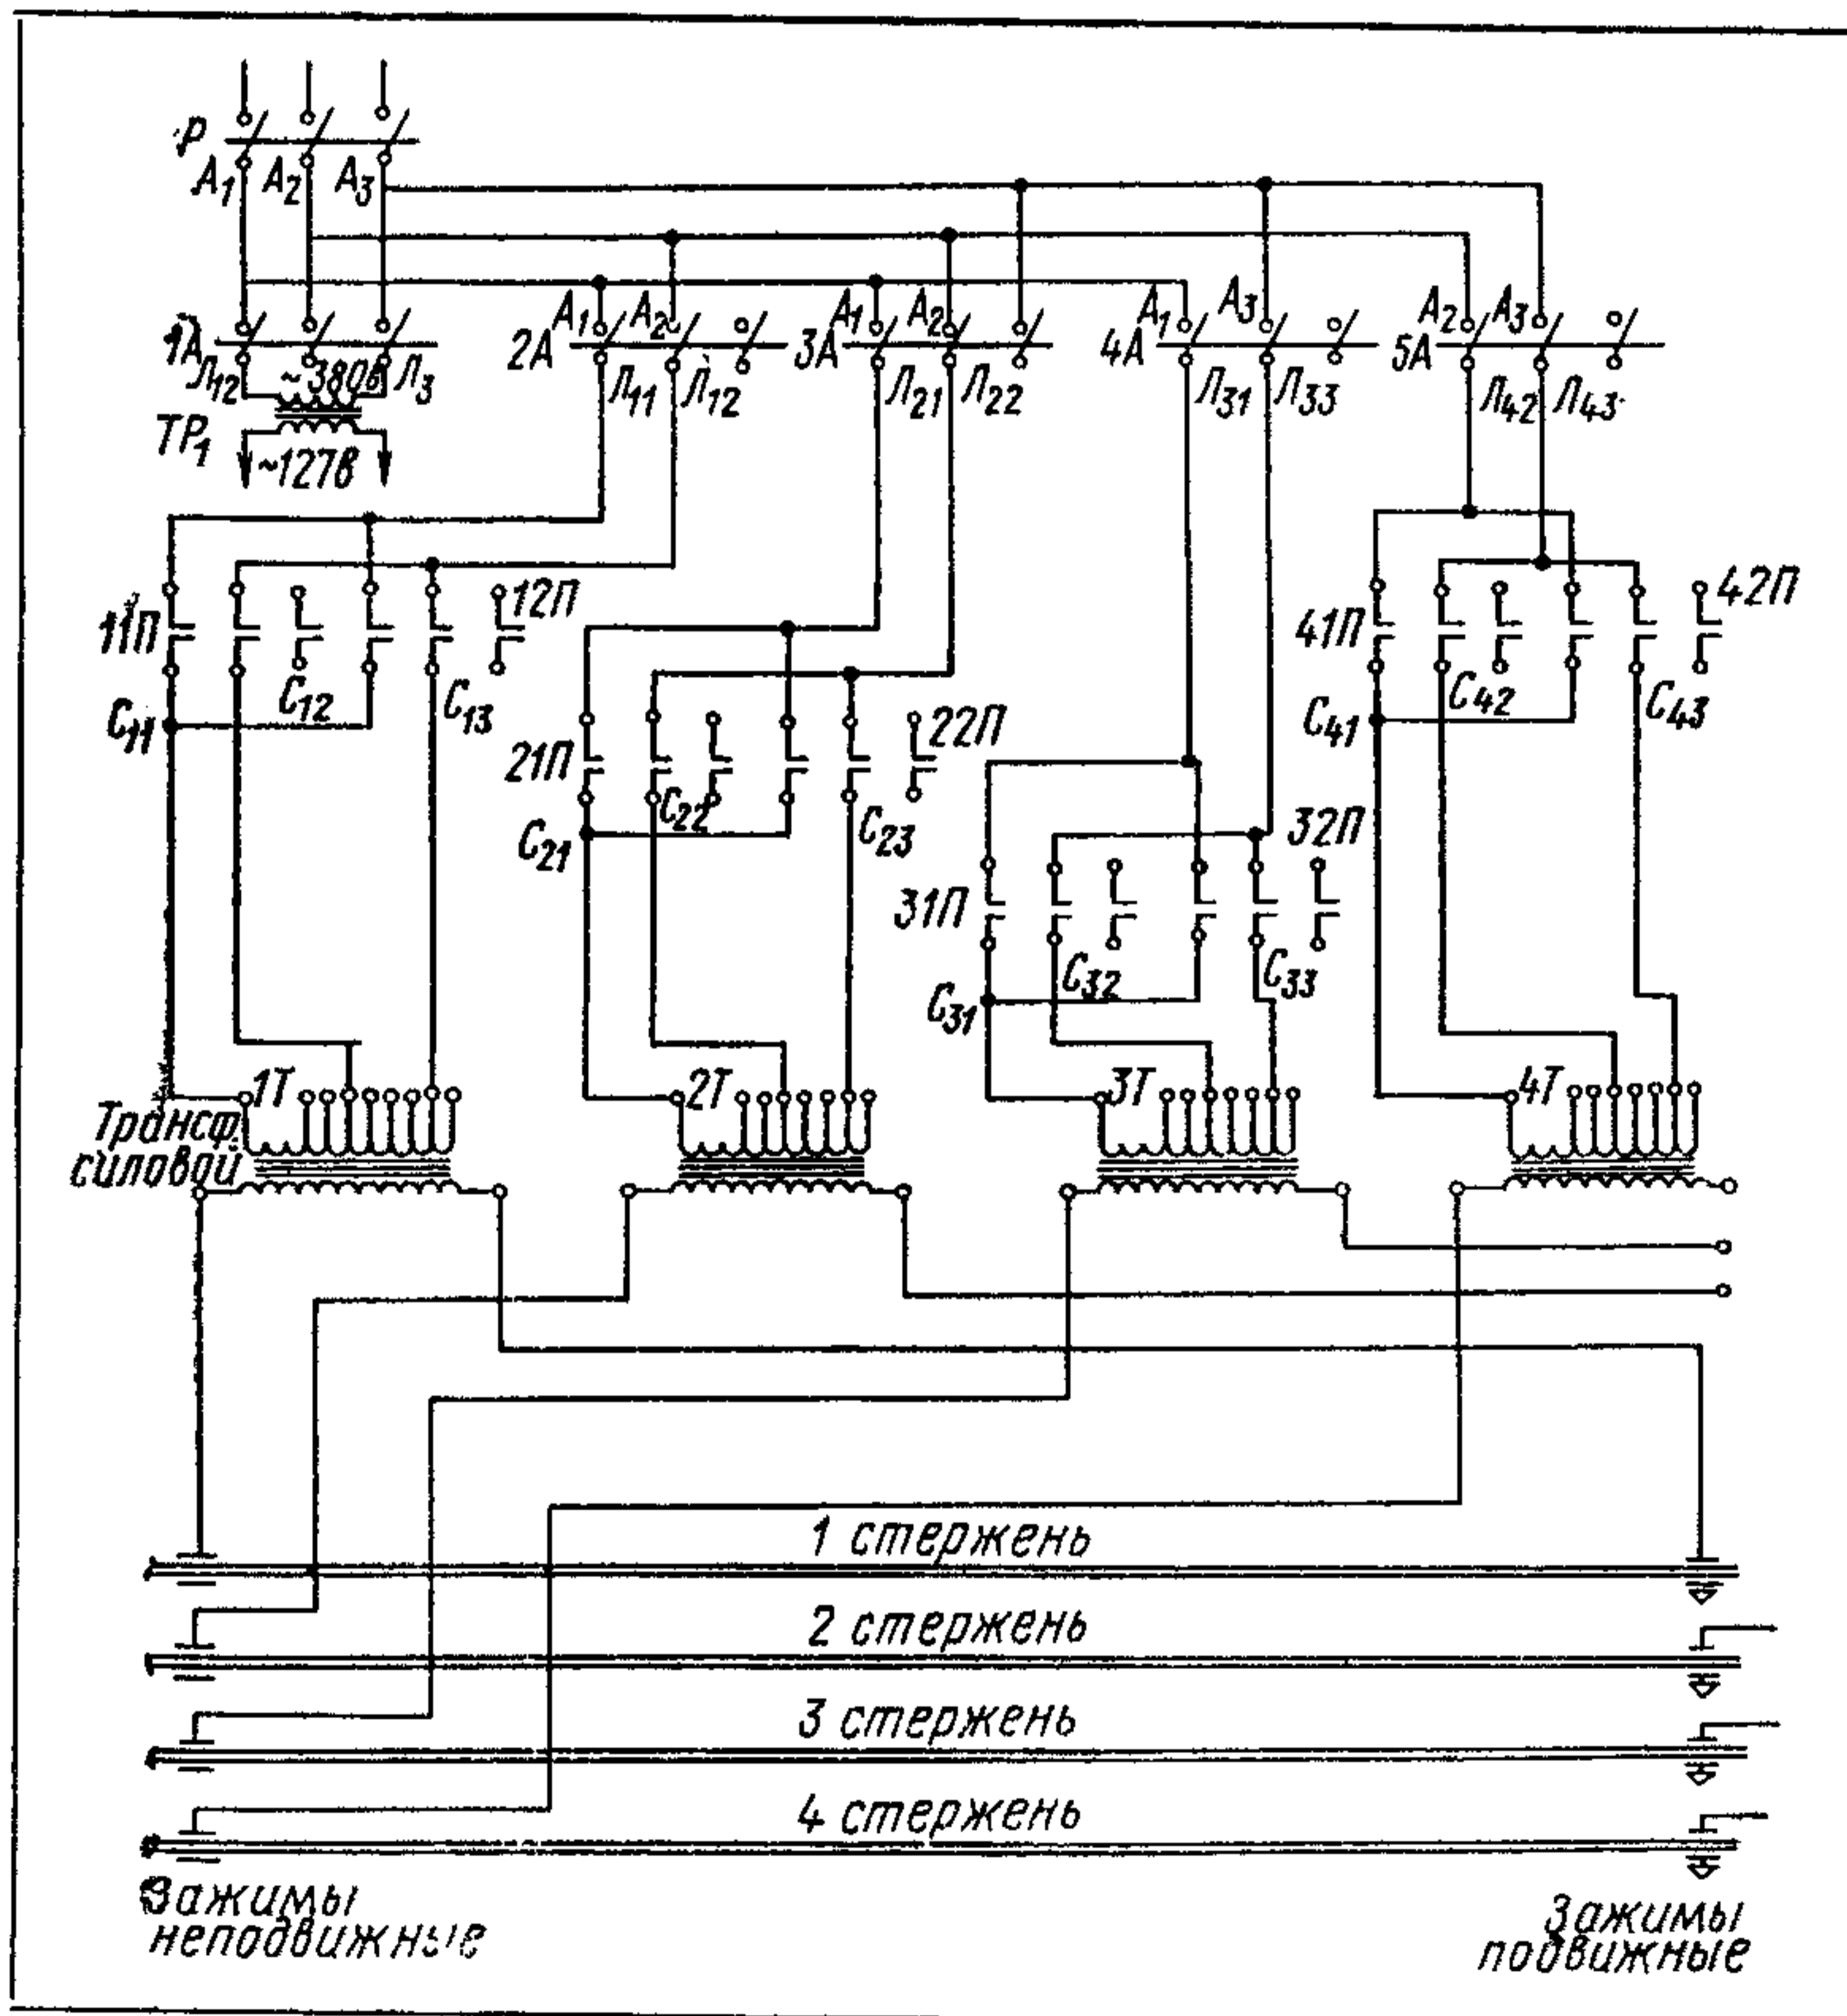 Р
А1 А2 А3
А1 А2 А1 А2 А1 А3 А2 А3
1А 2А 3А 4А 5А
Л12 ~380в Л3 Л11 Л12 Л21 Л22 Л31 Л33 Л42 Л43
ТР1 ~127в
11П 12П 41П 42П
С11 С12 С13 С41 С42 С43
21П 22П
С21 С22 С23
31П 32П
С31 С32 С33
1Т 2Т 3Т 4Т
Трансф.
силовой
1 стержень
2 стержень
3 стержень
4 стержень
Зажимы
неподвижные
Зажимы
подвижные